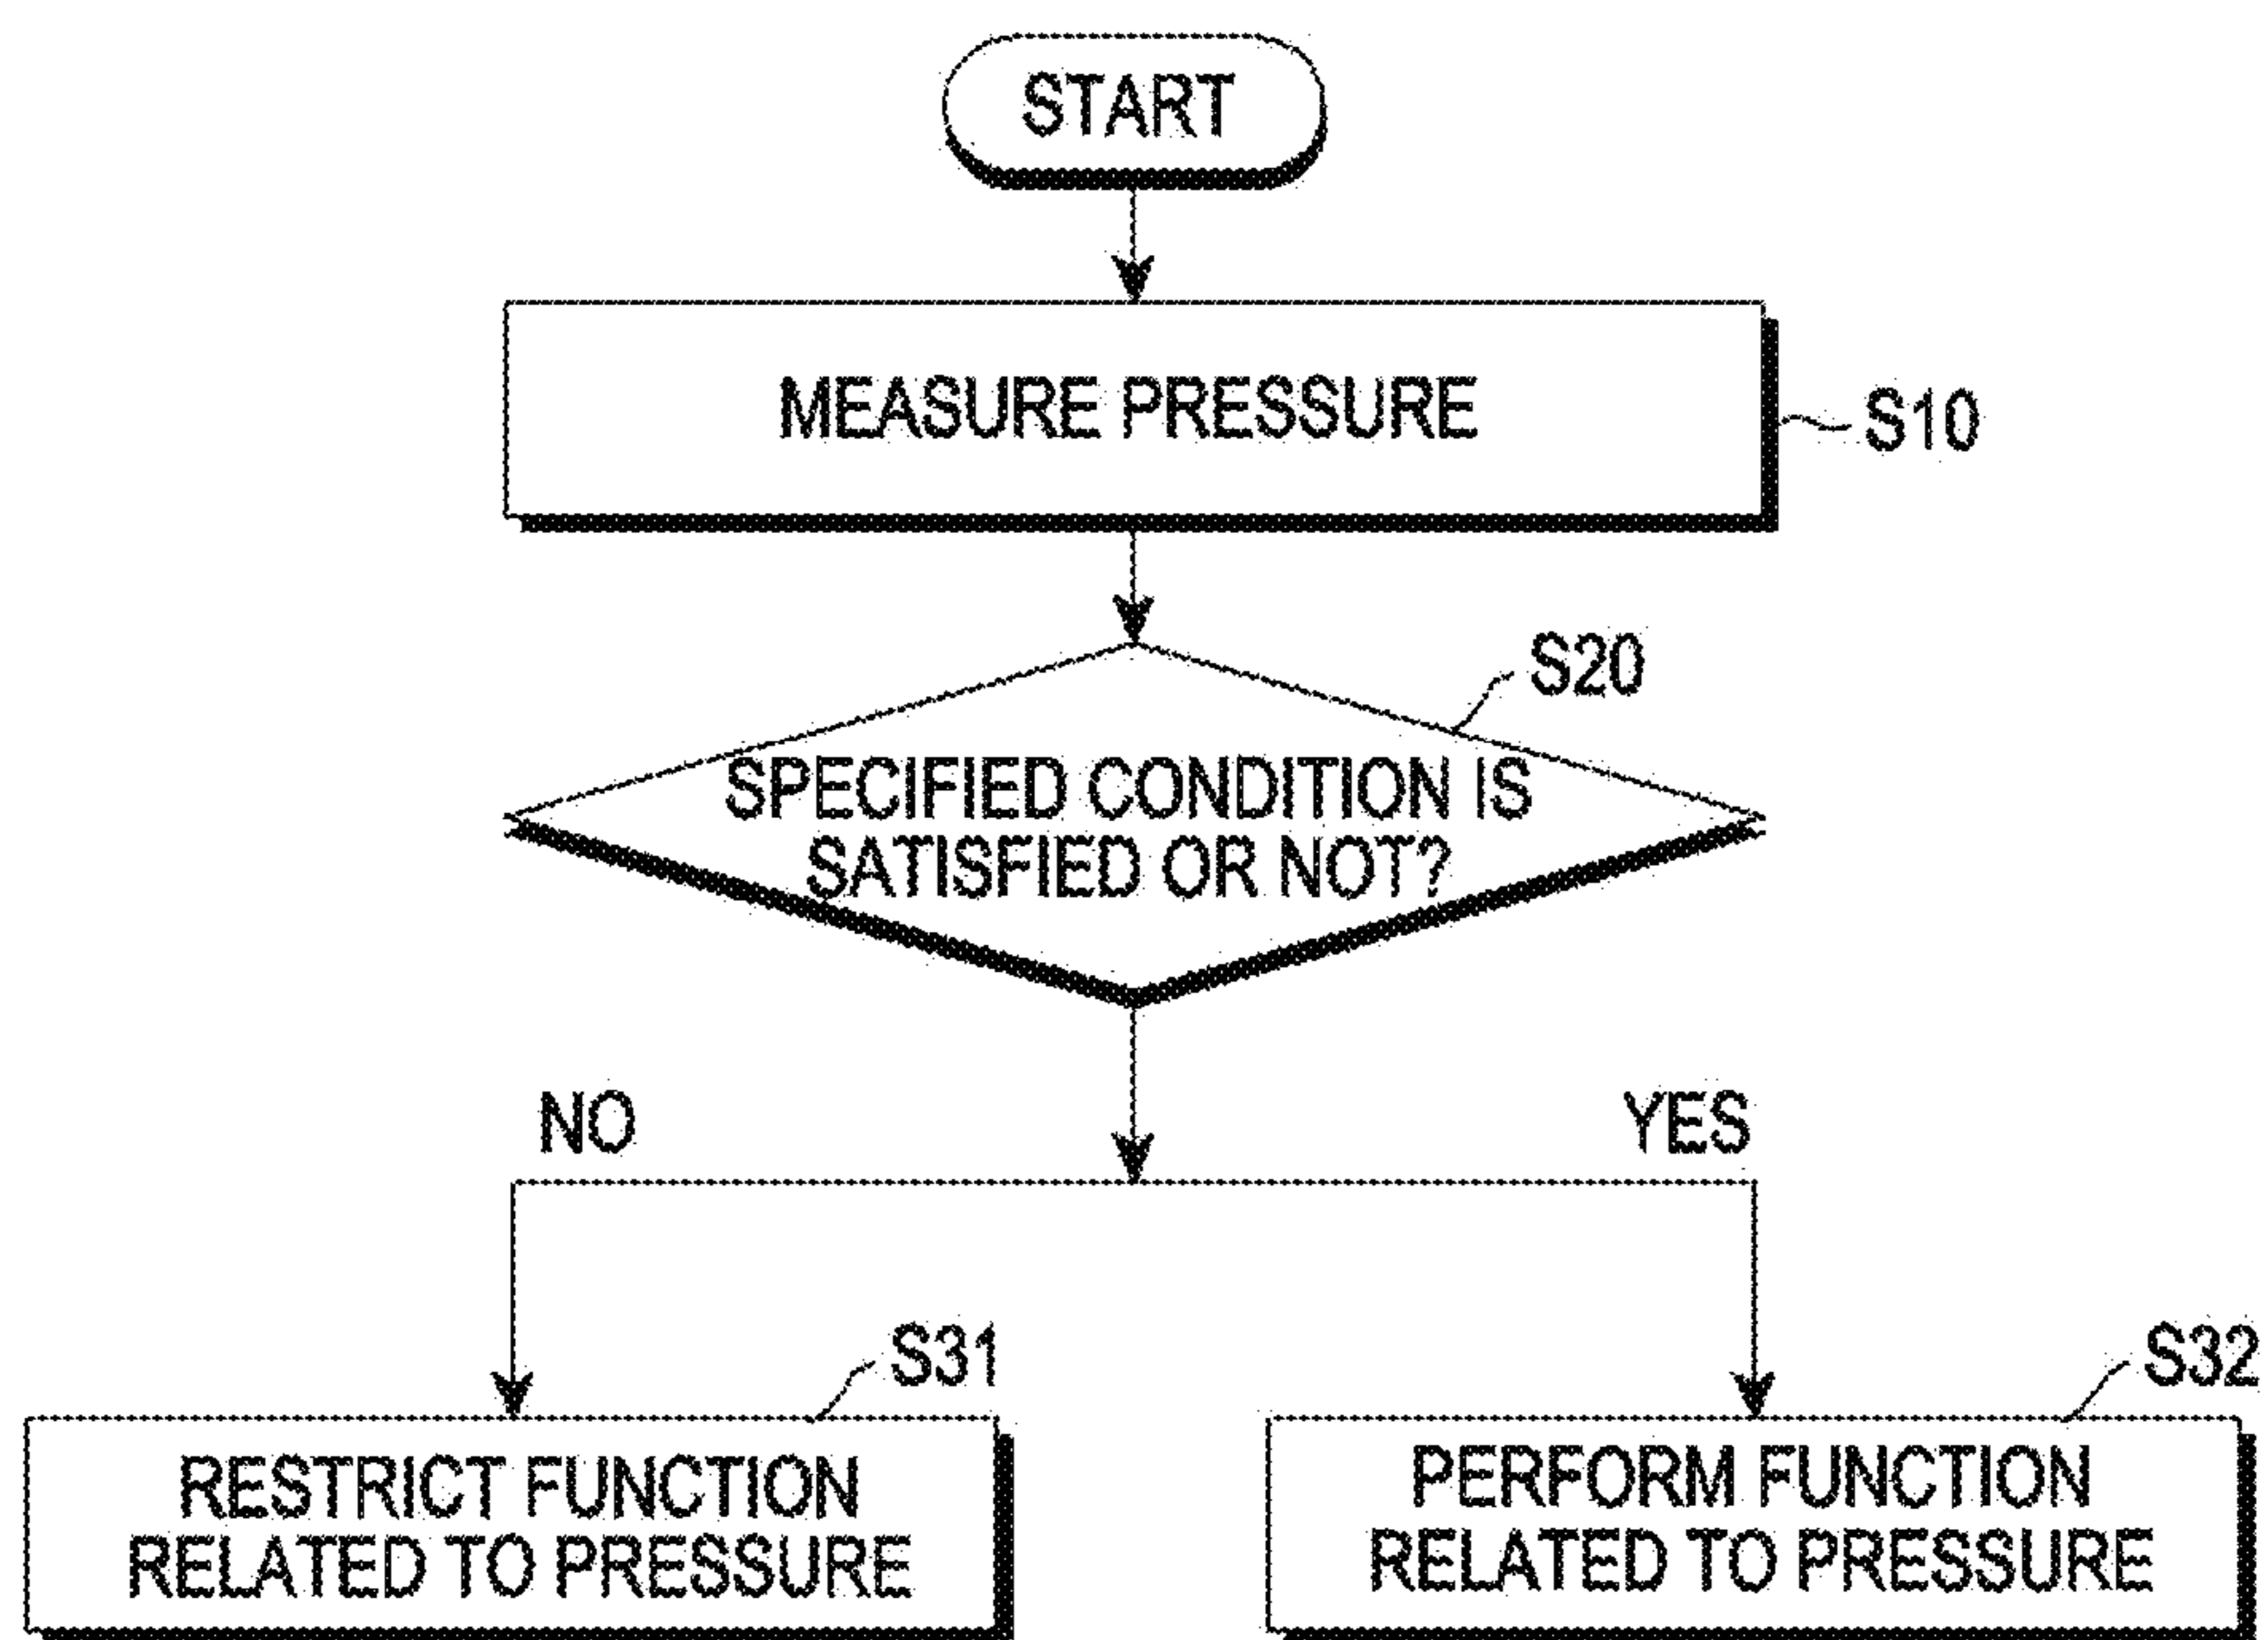 START
MEASURE PRESSURE
S10
S20
SPECIFIED CONDITION IS
SATISFIED OR NOT?
NO
YES
S31
S32
RESTRICT FUNCTION
RELATED TO PRESSURE
PERFORM FUNCTION
RELATED TO PRESSURE